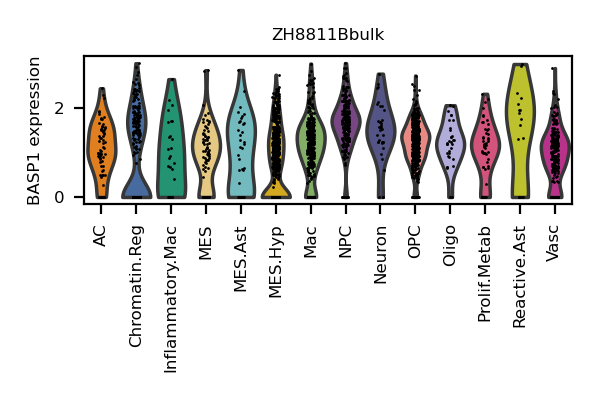 ZH8811Bbulk
BASP1 expression
2
0
AC
Chromatin.Reg
Inflammatory.Mac
MES
MES.Ast
MES.Hyp
Mac
NPC
Neuron
OPC
Oligo
Prolif.Metab
Reactive.Ast
Vasc